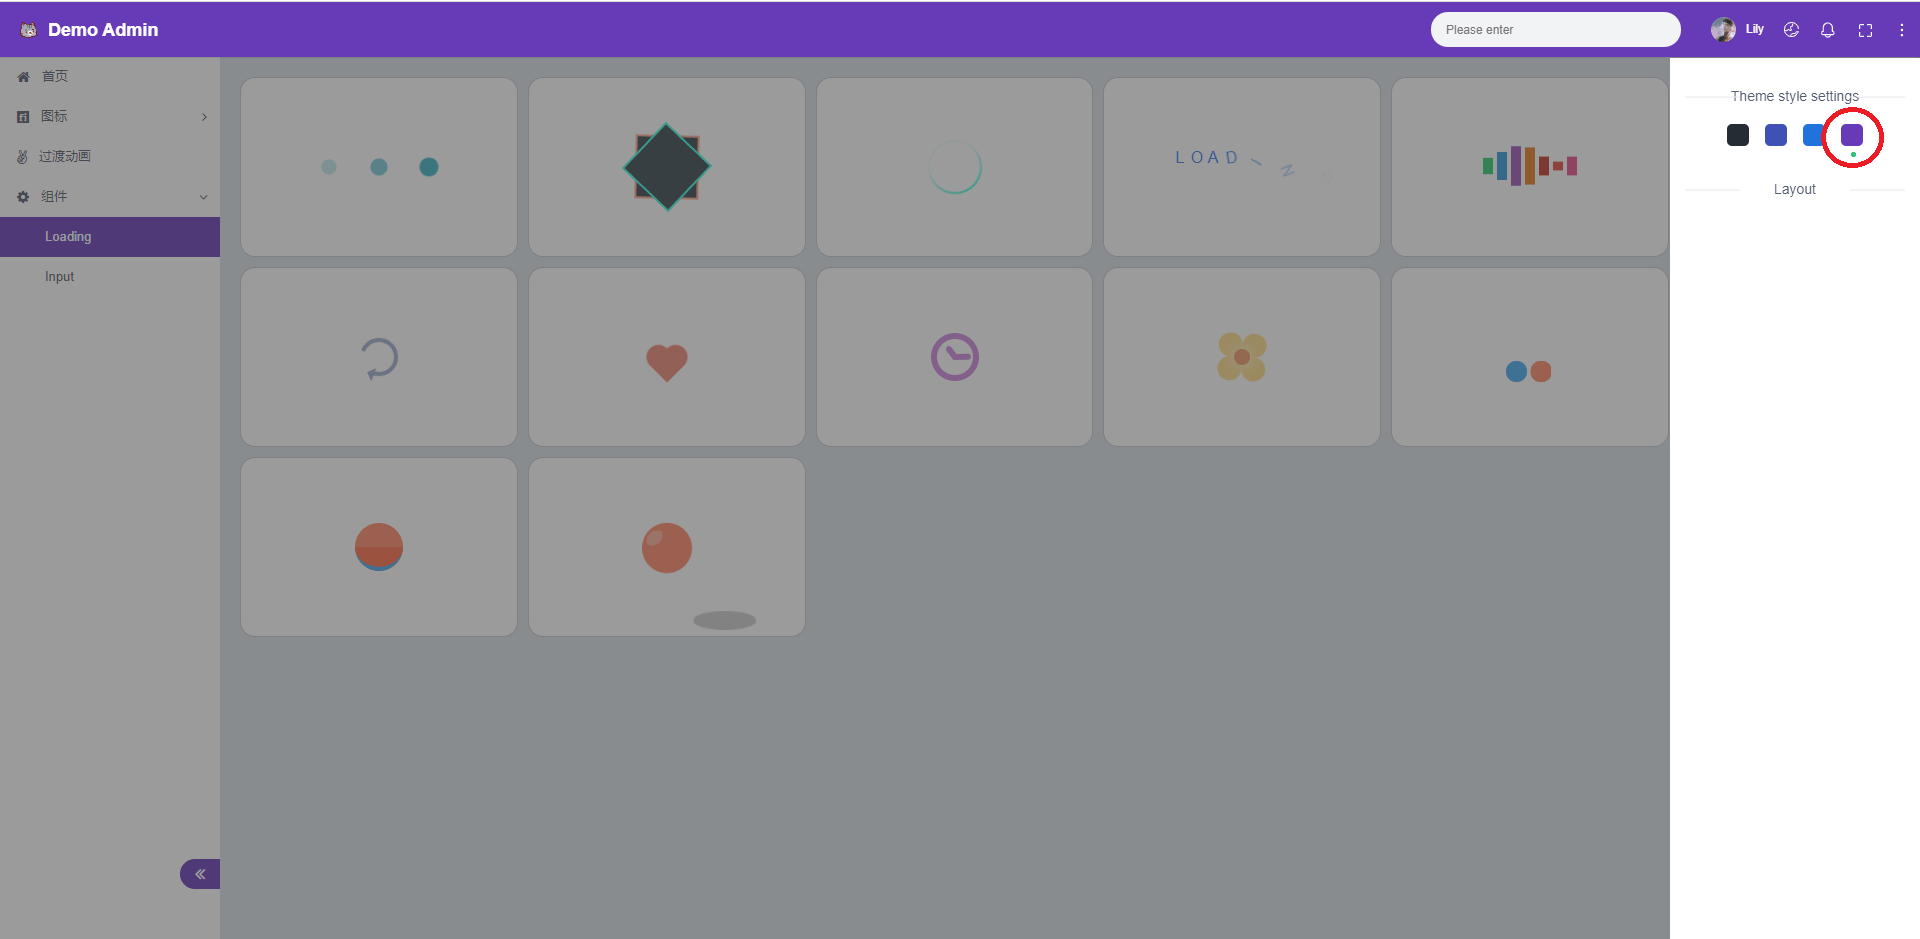 Demo Admin
Please enter
Lily
首页
图标
过渡动画
组件
Loading
Input
LOAD
Theme style settings
Layout